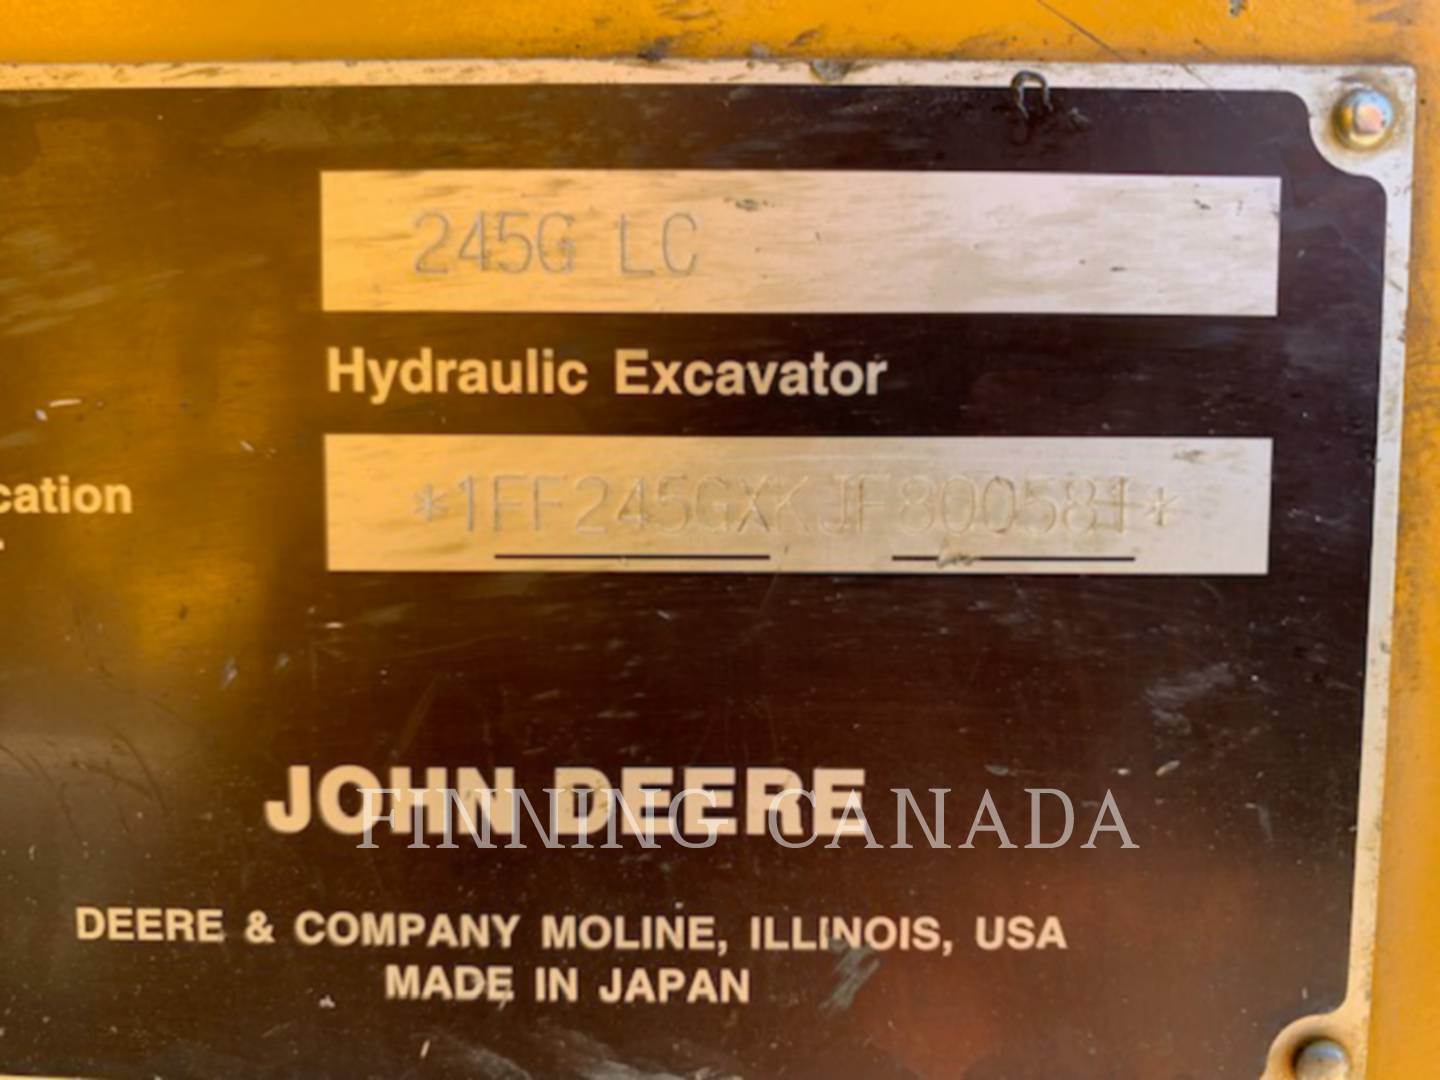 245G LC
Hydraulic Excavator
cation
*1FF245GXKJF800581*
JOHN DEERE
FINNING CANADA
DEERE & COMPANY MOLINE, ILLINOIS, USA
MADE IN JAPAN